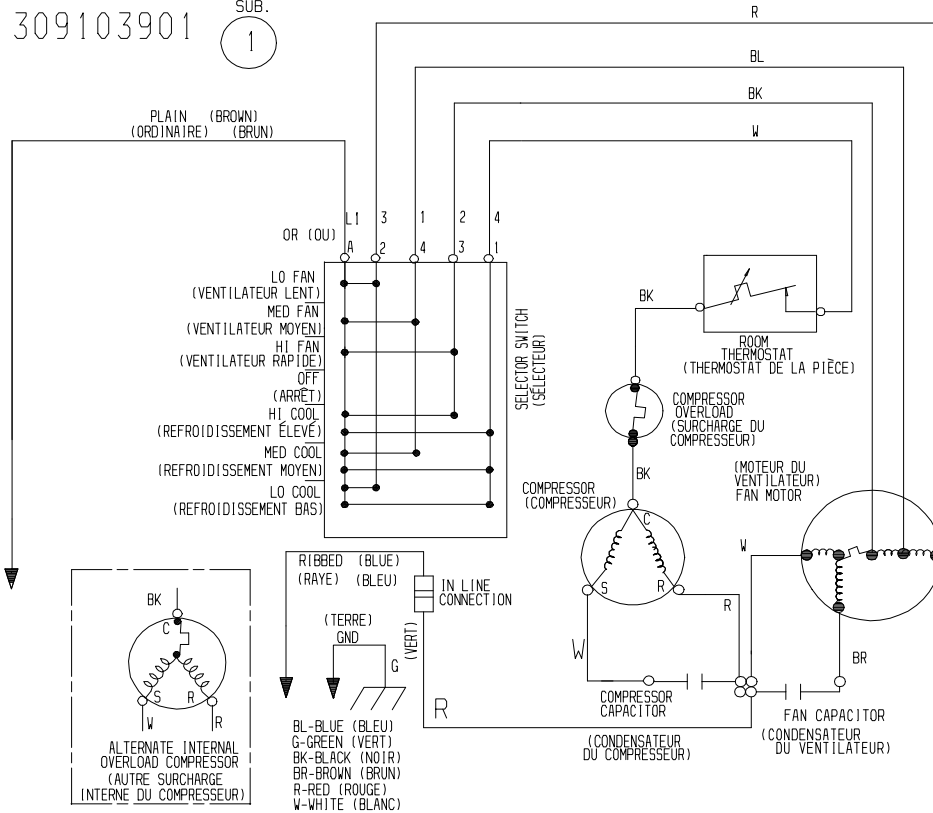 309103901
SUB.
1
R
BL
BK
W
PLAIN (BROWN)
(ORDINAIRE) (BRUN)
L1 3 1 2 4
OR (OU)
A 2 4 3 1
LO FAN
(VENTILATEUR LENT)
MED FAN
(VENTILATEUR MOYEN)
HI FAN
(VENTILATEUR RAPIDE)
OFF
(ARRÊT)
HI COOL
(REFROIDISSEMENT ÉLEVÉ)
MED COOL
(REFROIDISSEMENT MOYEN)
LO COOL
(REFROIDISSEMENT BAS)
SELECTOR SWITCH
(SÉLECTEUR)
BK
ROOM
THERMOSTAT
(THERMOSTAT DE LA PIÈCE)
COMPRESSOR
OVERLOAD
(SURCHARGE DU
COMPRESSEUR)
BK
COMPRESSOR
(COMPRESSEUR)
C
S
R
(MOTEUR DU
VENTILATEUR)
FAN MOTOR
W
R
W
BR
RIBBED (BLUE)
(RAYE) (BLEU)
IN LINE
CONNECTION
(TERRE)
GND
G
(VERT)
R
COMPRESSOR
CAPACITOR
(CONDENSATEUR
DU COMPRESSEUR)
FAN CAPACITOR
(CONDENSATEUR
DU VENTILATEUR)
BK
C
S
R
W
R
ALTERNATE INTERNAL
OVERLOAD COMPRESSOR
(AUTRE SURCHARGE
INTERNE DU COMPRESSEUR)
BL-BLUE (BLEU)
G-GREEN (VERT)
BK-BLACK (NOIR)
BR-BROWN (BRUN)
R-RED (ROUGE)
W-WHITE (BLANC)